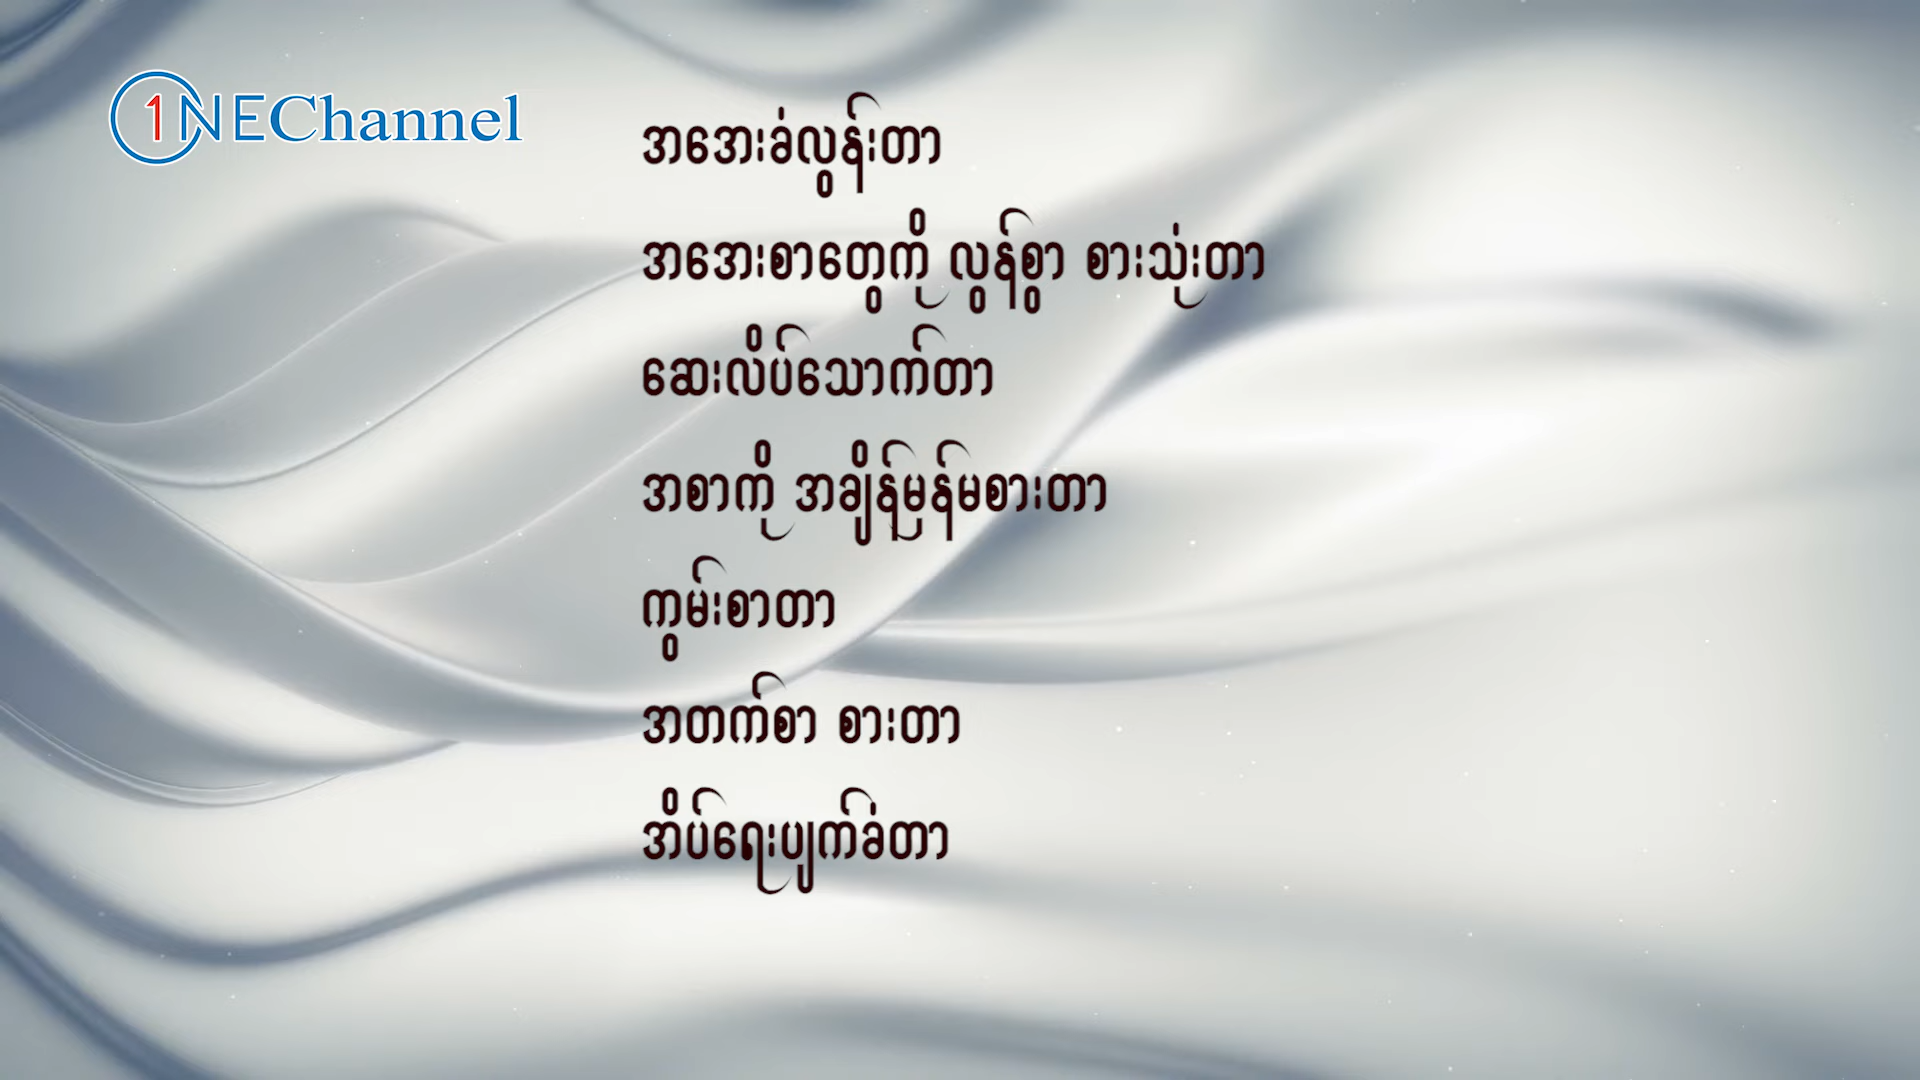 1NEChannel
အအေးခံလွန်းတာ
အအေးစာတွေကို လွန်စွာ စားသုံးတာ
ဆေးလိပ်သောက်တာ
အစာကို အချိန်မှန်မစားတာ
ကွမ်းစာတာ
အတက်စာ စားတာ
အိပ်ရေးပျက်ခံတာ